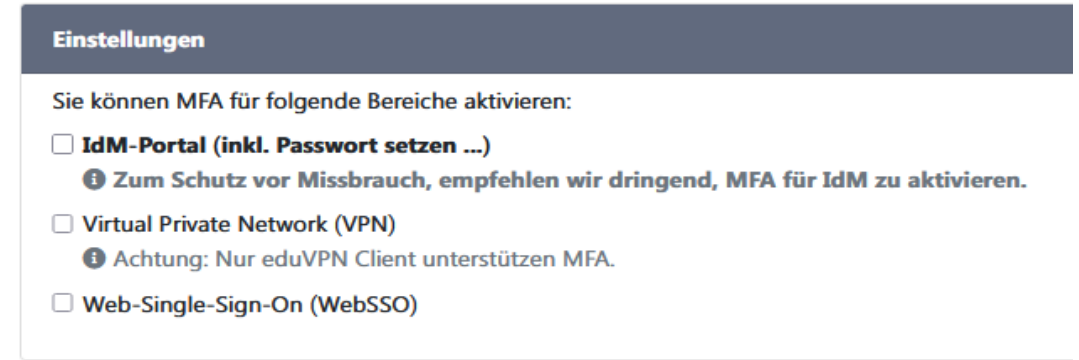 Einstellungen
Sie können MFA für folgende Bereiche aktivieren:
IdM-Portal (inkl. Passwort setzen ...)
Zum Schutz vor Missbrauch, empfehlen wir dringend, MFA für IdM zu aktivieren.
Virtual Private Network (VPN)
Achtung: Nur eduVPN Client unterstützen MFA.
Web-Single-Sign-On (WebSSO)